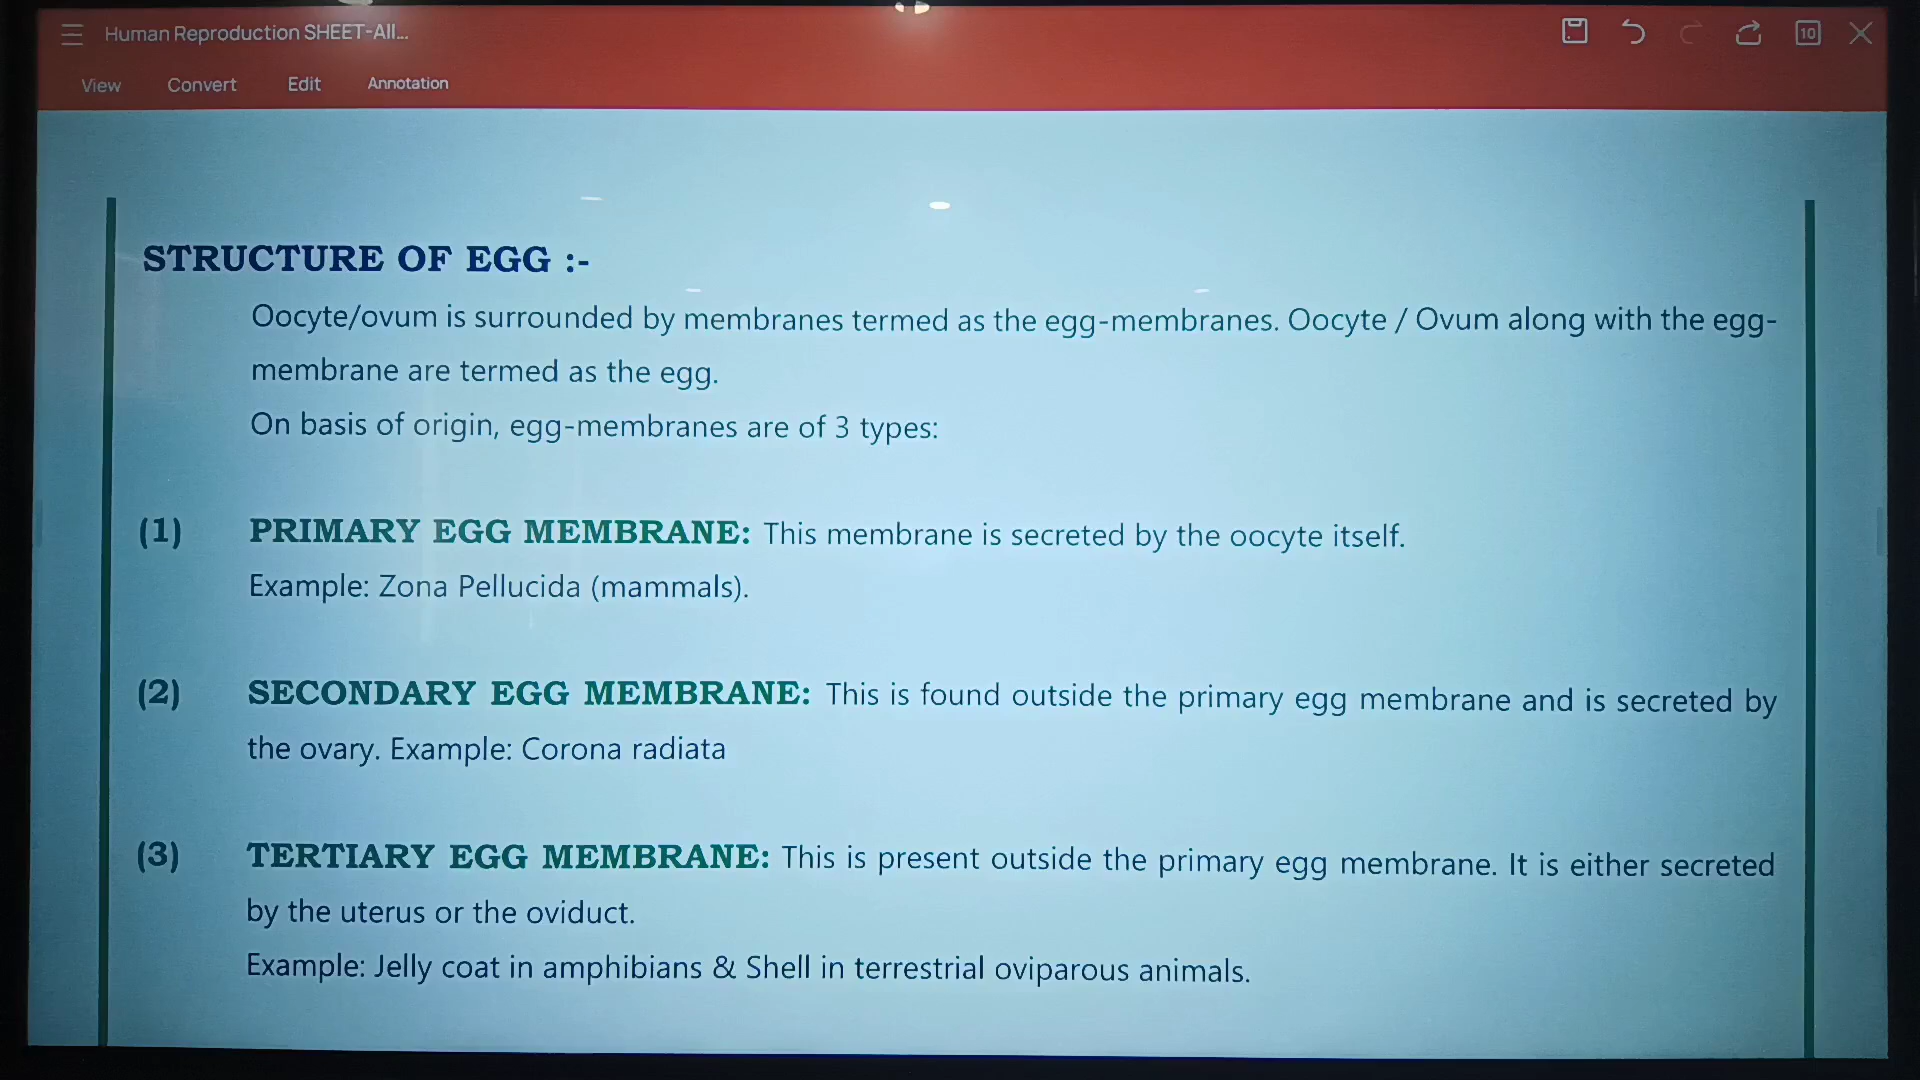 Human Reproduction SHEET-All...
10
View Convert Edit Annotation
STRUCTURE OF EGG :-
Oocyte/ovum is surrounded by membranes termed as the egg-membranes. Oocyte / Ovum along with the egg-
membrane are termed as the egg.
On basis of origin, egg-membranes are of 3 types:
(1) PRIMARY EGG MEMBRANE: This membrane is secreted by the oocyte itself.
Example: Zona Pellucida (mammals).
(2) SECONDARY EGG MEMBRANE: This is found outside the primary egg membrane and is secreted by
the ovary. Example: Corona radiata
(3) TERTIARY EGG MEMBRANE: This is present outside the primary egg membrane. It is either secreted
by the uterus or the oviduct.
Example: Jelly coat in amphibians & Shell in terrestrial oviparous animals.